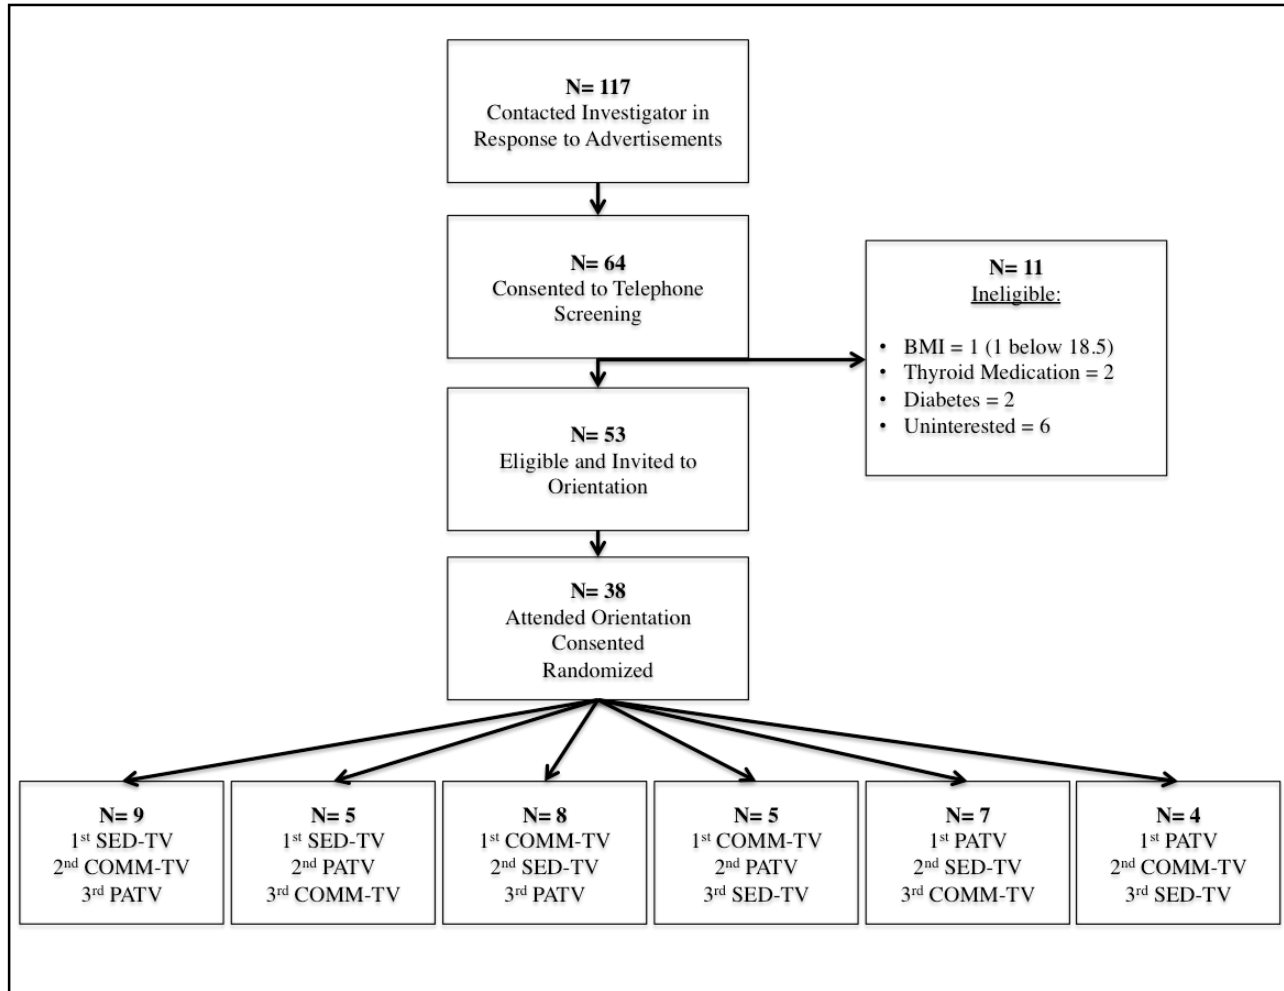 N= 117
Contacted Investigator in
Response to Advertisements
N= 64
Consented to Telephone
Screening
N= 11
Ineligible:
• BMI = 1 (1 below 18.5)
• Thyroid Medication = 2
• Diabetes = 2
• Uninterested = 6
N= 53
Eligible and Invited to
Orientation
N= 38
Attended Orientation
Consented
Randomized
N= 9
1st SED-TV
2nd COMM-TV
3rd PATV
N= 5
1st SED-TV
2nd PATV
3rd COMM-TV
N= 8
1st COMM-TV
2nd SED-TV
3rd PATV
N= 5
1st COMM-TV
2nd PATV
3rd SED-TV
N= 7
1st PATV
2nd SED-TV
3rd COMM-TV
N= 4
1st PATV
2nd COMM-TV
3rd SED-TV